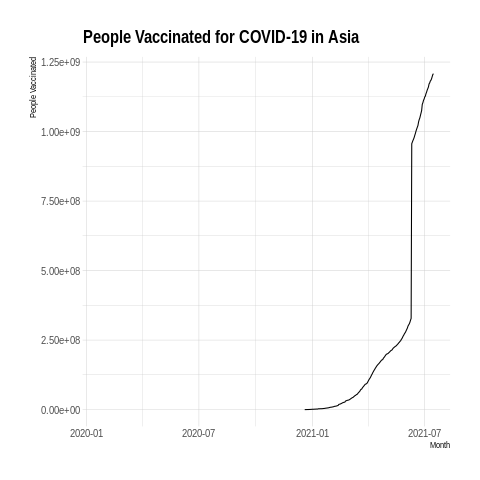 People Vaccinated for COVID-19 in Asia
People Vaccinated
1.25e+09
1.00e+09
7.50e+08
5.00e+08
2.50e+08
0.00e+00
2020-01 2020-07 2021-01 2021-07
Month